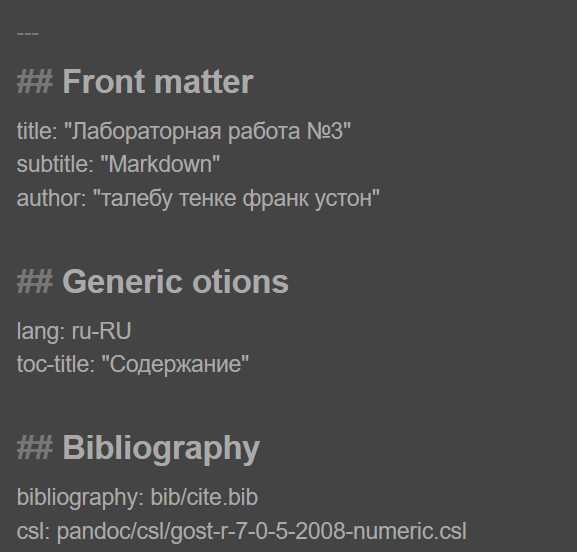 ---
## Front matter
title: "Лабораторная работа №3"
subtitle: "Markdown"
author: "талебу тенке франк устон"
## Generic otions
lang: ru-RU
toc-title: "Содержание"
## Bibliography
bibliography: bib/cite.bib
csl: pandoc/csl/gost-r-7-0-5-2008-numeric.csl